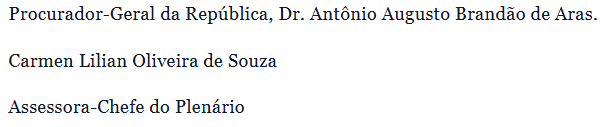 Procurador-Geral da República, Dr. Antônio Augusto Brandão de Aras.
Carmen Lilian Oliveira de Souza
Assessora-Chefe do Plenário